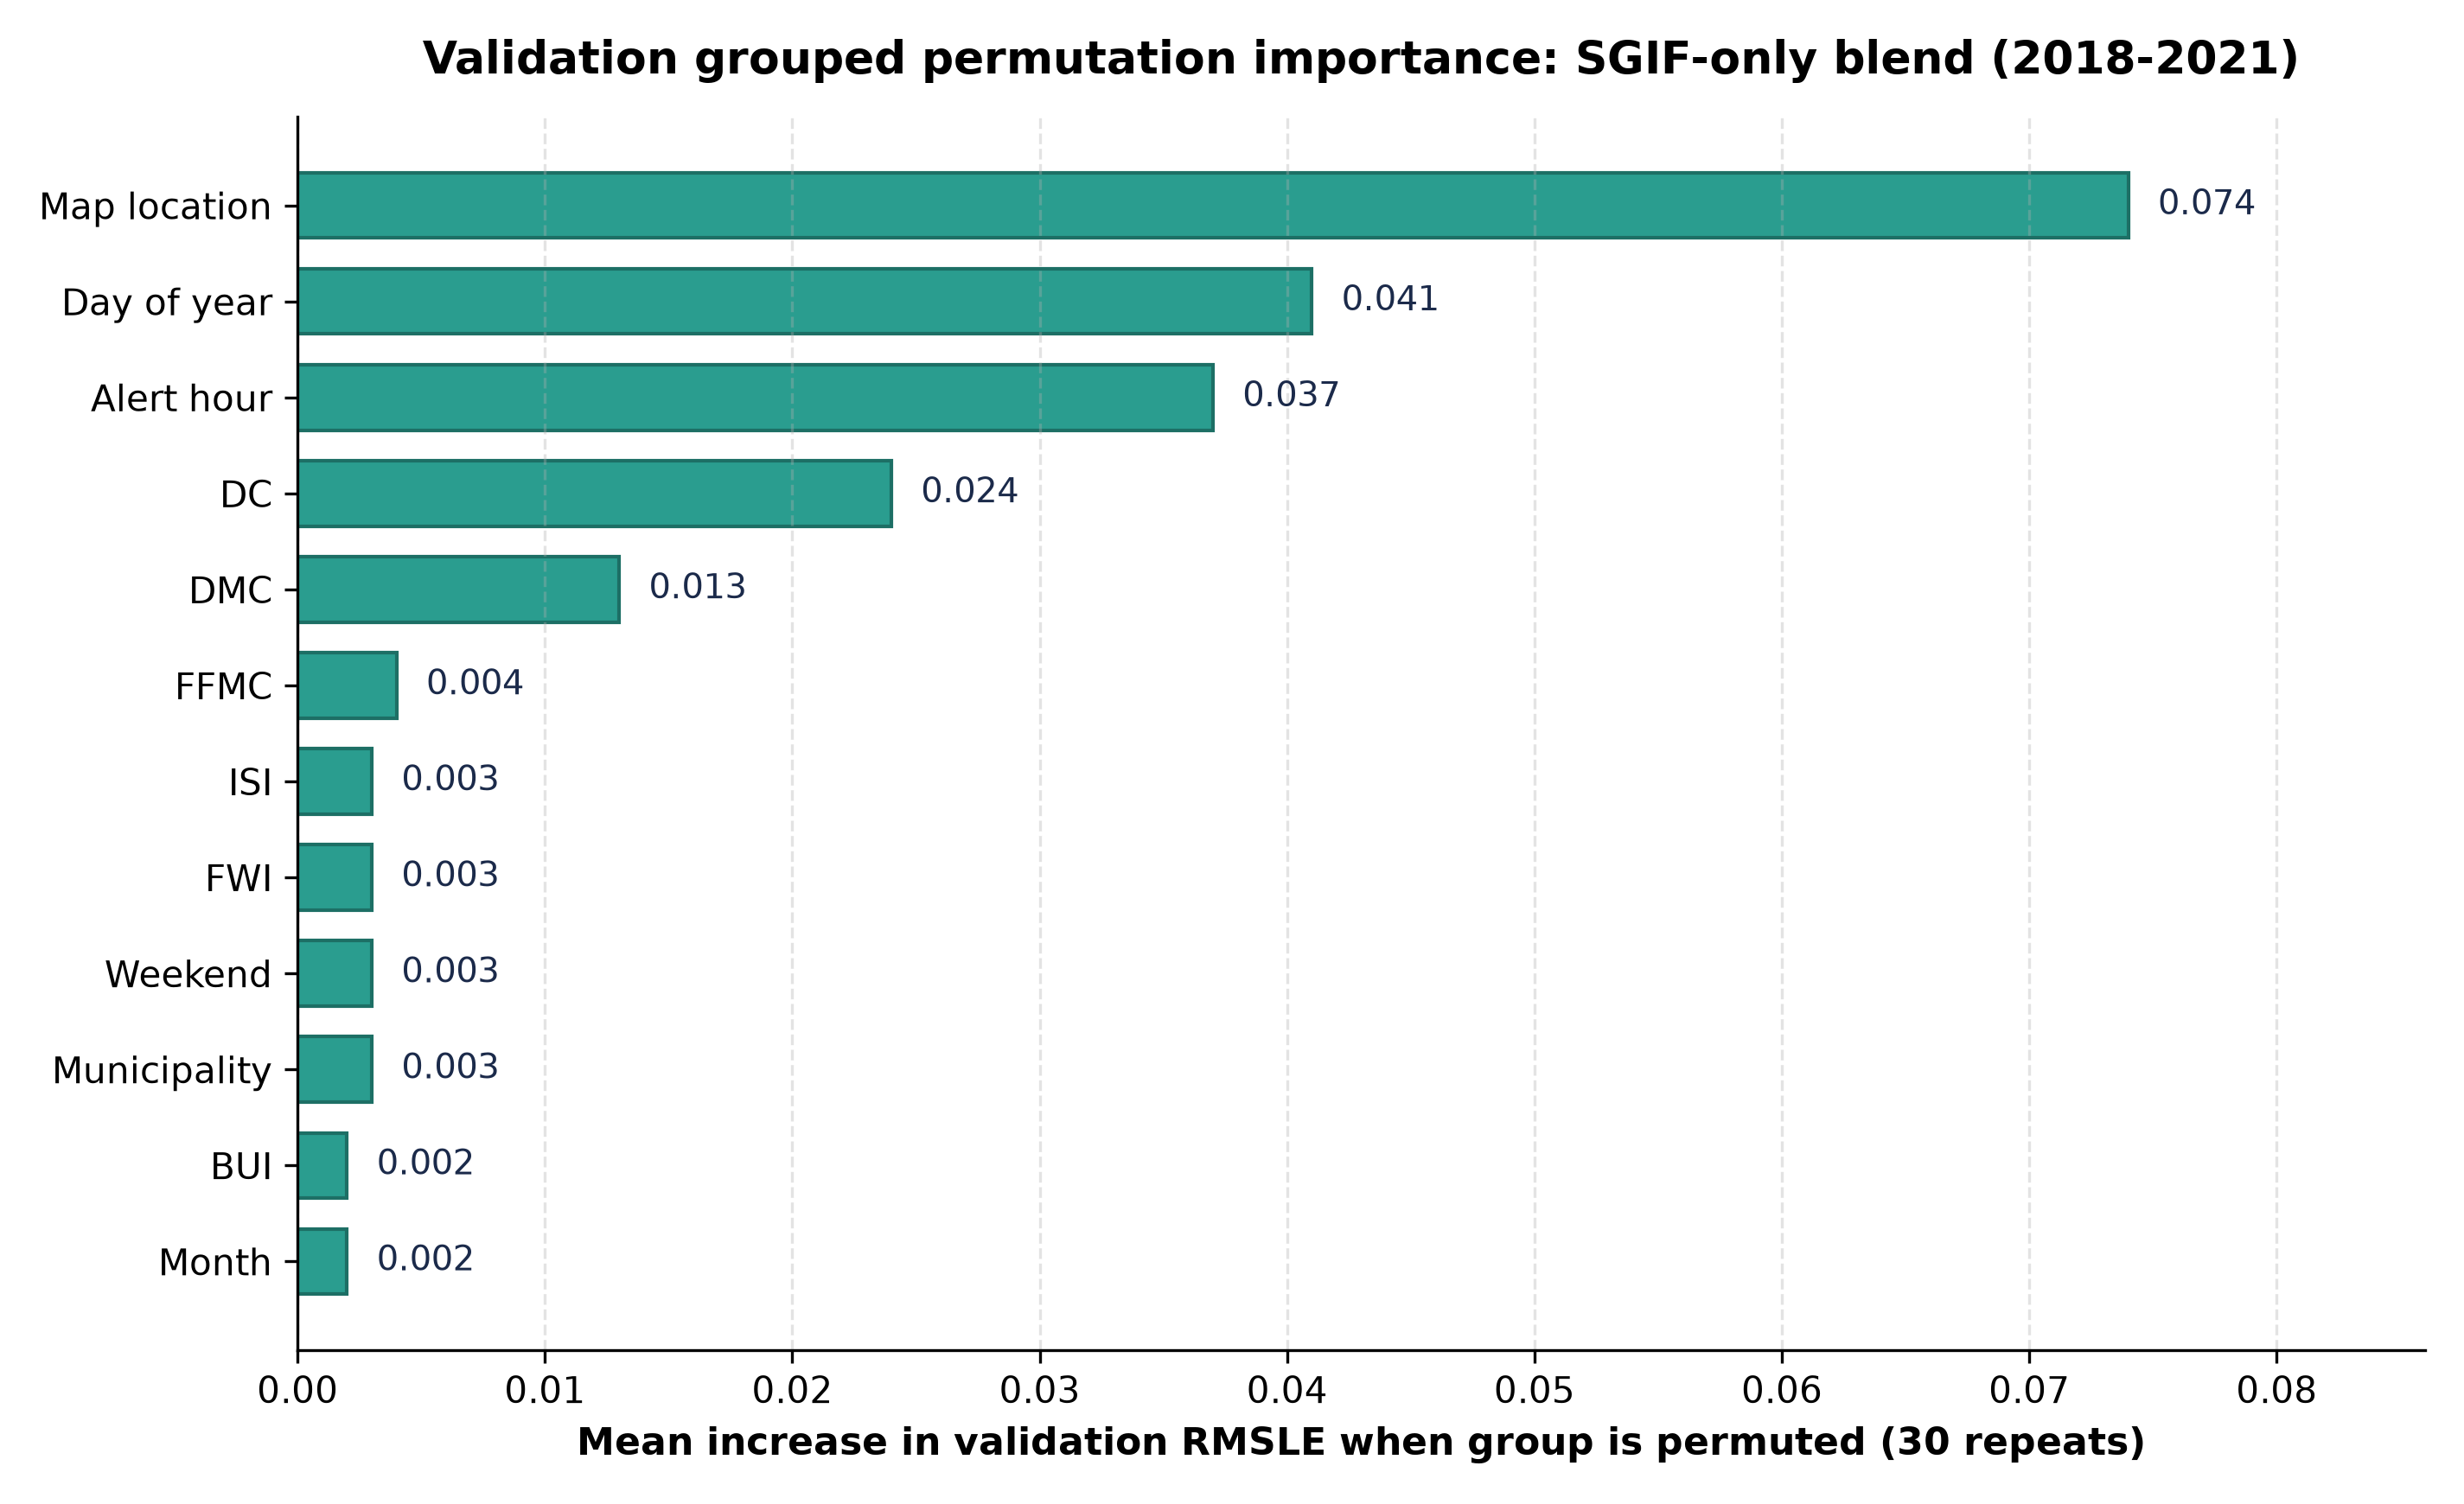 Validation grouped permutation importance: SGIF-only blend (2018-2021)
Map location 0.074
Day of year 0.041
Alert hour 0.037
DC 0.024
DMC 0.013
FFMC 0.004
ISI 0.003
FWI 0.003
Weekend 0.003
Municipality 0.003
BUI 0.002
Month 0.002
0.00 0.01 0.02 0.03 0.04 0.05 0.06 0.07 0.08
Mean increase in validation RMSLE when group is permuted (30 repeats)